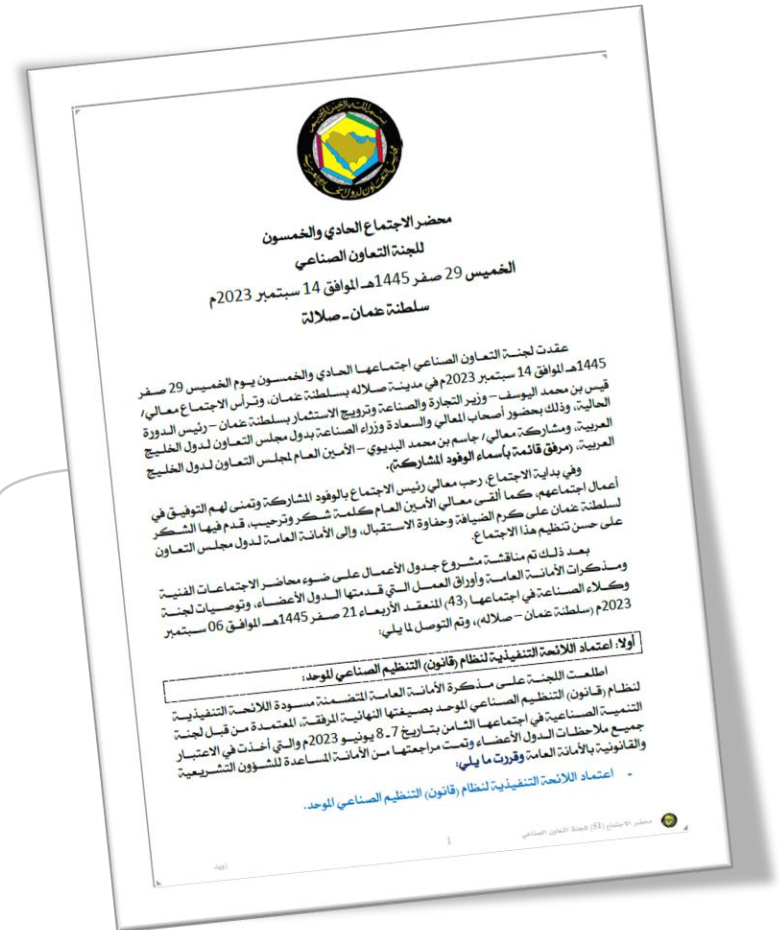 محضر الاجتماع الحادي والخمسون
للجنة التعاون الصناعي
الخميس 29 صفر 1445هـ الموافق 14 سبتمبر 2023م
سلطنة عمان - صلالة
عقدت لجنة التعاون الصناعي اجتماعها الحادي والخمسون يوم الخميس 29 صفر
1445هـ الموافق 14 سبتمبر 2023م في مدينة صلاله بسلطنة عمان، وترأس الاجتماع معالي/
قيس بن محمد اليوسف – وزير التجارة والصناعة وترويج الاستثمار بسلطنة عمان – رئيس الدورة
الحالية، وذلك بحضور أصحاب المعالي والسعادة وزراء الصناعة بدول مجلس التعاون لدول الخليج
العربية، ومشاركة معالي/ جاسم بن محمد البديوي – الأمين العام لمجلس التعاون لدول الخليج
العربية، (مرفق قائمة بأسماء الوفود المشاركة).
وفي بداية الاجتماع، رحب معالي رئيس الاجتماع بالوفود المشاركة وتمنى لهم التوفيق في
أعمال اجتماعهم، كما ألقى معالي الأمين العام كلمة شكر وترحيب، قدم فيها الشكر
لسلطنة عمان على كرم الضيافة وحفاوة الاستقبال، وإلى الأمانة العامة لدول مجلس التعاون
على حسن تنظيم هذا الاجتماع.
بعد ذلك تم مناقشة مشروع جدول الأعمال على ضوء محاضر الاجتماعات الفنية
ومذكرات الأمانة العامة وأوراق العمل التي قدمتها الدول الأعضاء، وتوصيات لجنة
وكلاء الصناعة في اجتماعها (43) المنعقد الأربعاء 21 صفر 1445هـ الموافق 06 سبتمبر
2023م (سلطنة عمان – صلاله)، وتم التوصل لما يلي:
أولا: اعتماد اللائحة التنفيذية لنظام (قانون) التنظيم الصناعي الموحد:
اطلعت اللجنة على مذكرة الأمانة العامة المتضمنة مسودة اللائحة التنفيذية
لنظام (قانون) التنظيم الصناعي الموحد بصيغتها النهائية المرفقة، المعتمدة من قبل لجنة
التنمية الصناعية في اجتماعها الثامن بتاريخ 7 ـ 8 يونيو 2023م والتي أخذت في الاعتبار
جميع ملاحظات الدول الأعضاء وتمت مراجعتها من الأمانة المساعدة للشؤون التشريعية
والقانونية بالأمانة العامة وقررت ما يلي:
- اعتماد اللائحة التنفيذية لنظام (قانون) التنظيم الصناعي الموحد.
محضر الاجتماع (51) للجنة التعاون الصناعي
1